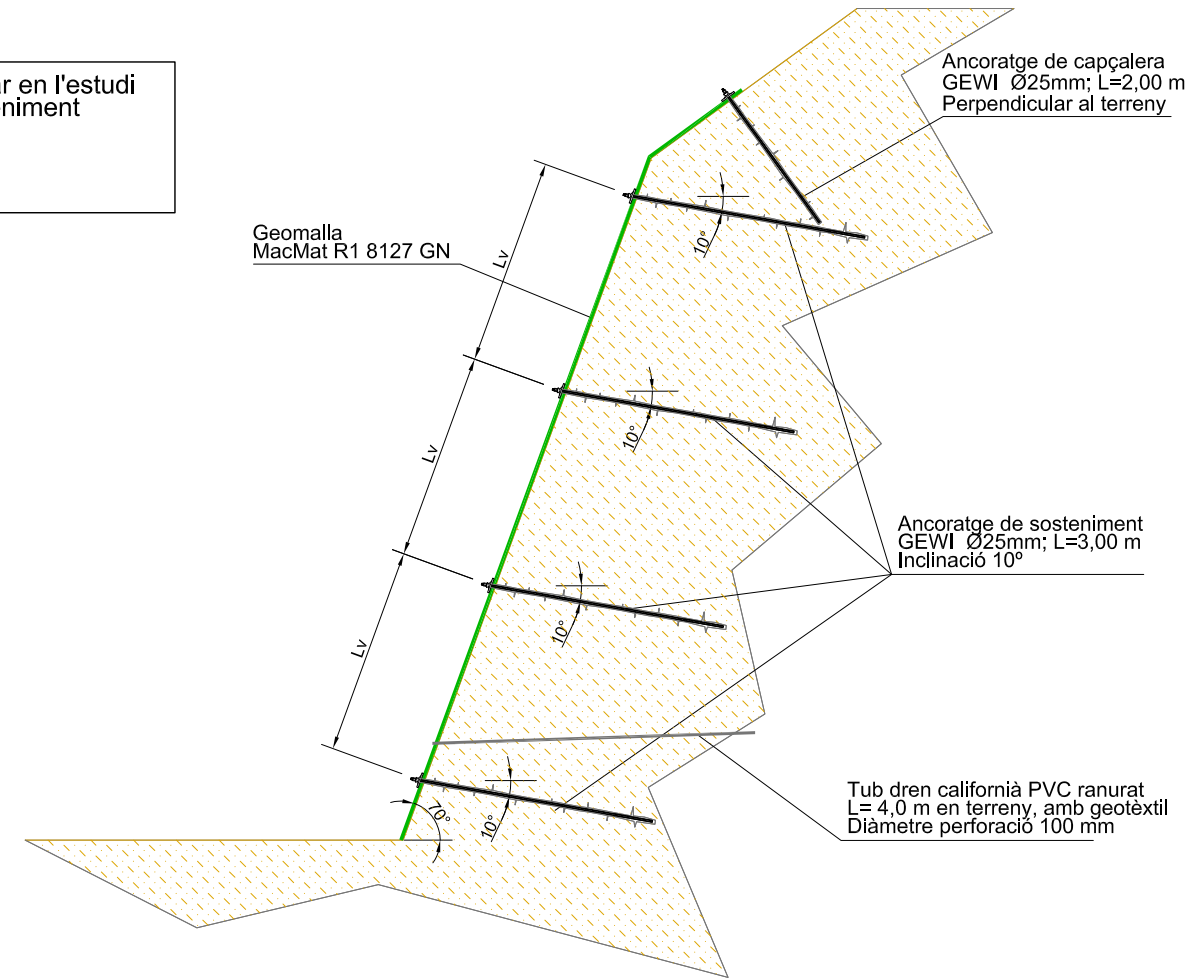 ar en l'estudi
eniment
Ancoratge de capçalera
GEWI Ø25mm; L=2,00 m
Perpendicular al terreny
Geomalla
MacMat R1 8127 GN
Lv
10°
Lv
10°
Ancoratge de sosteniment
GEWI Ø25mm; L=3,00 m
Inclinació 10º
Lv
10°
Tub dren californià PVC ranurat
L= 4,0 m en terreny, amb geotèxtil
Diàmetre perforació 100 mm
70°
10°